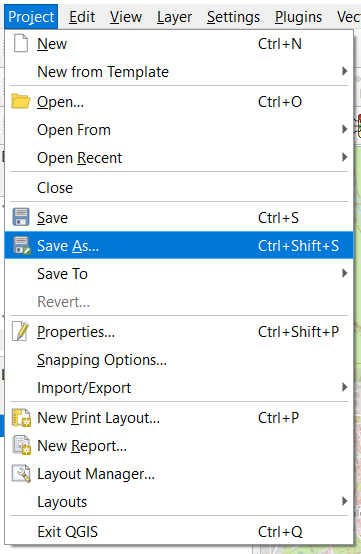 Project Edit View Layer Settings Plugins Vec
New Ctrl+N
New from Template
Open... Ctrl+O
Open From
Open Recent
Close
Save Ctrl+S
Save As... Ctrl+Shift+S
Save To
Revert...
Properties... Ctrl+Shift+P
Snapping Options...
Import/Export
New Print Layout... Ctrl+P
New Report...
Layout Manager...
Layouts
Exit QGIS Ctrl+Q